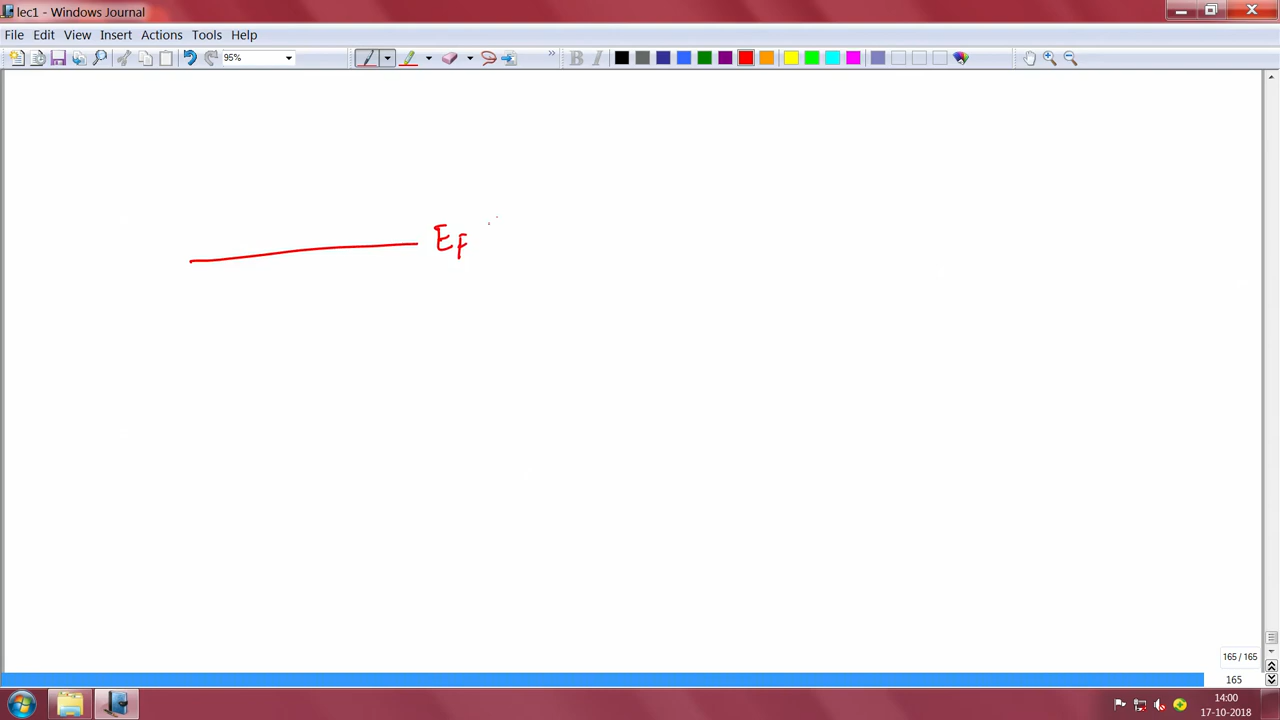 lec1 - Windows Journal
File Edit View Insert Actions Tools Help
95%
B I
EF
165 / 165
165
14:00
17-10-2018